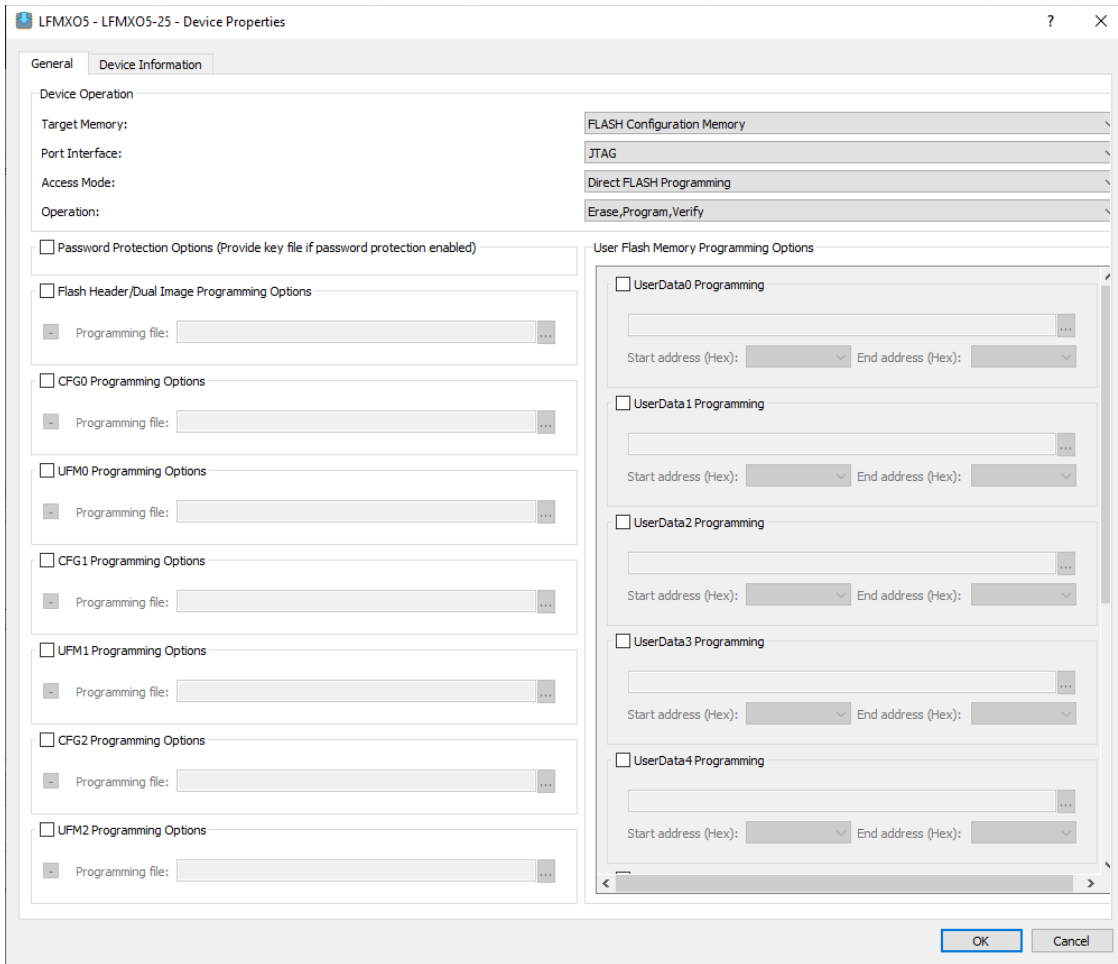 LFMXO5 - LFMXO5-25 - Device Properties ? ×
General Device Information
Device Operation
Target Memory: FLASH Configuration Memory
Port Interface: JTAG
Access Mode: Direct FLASH Programming
Operation: Erase,Program,Verify
Password Protection Options (Provide key file if password protection enabled)
Flash Header/Dual Image Programming Options
- Programming file: ...
CFG0 Programming Options
- Programming file: ...
UFM0 Programming Options
- Programming file: ...
CFG1 Programming Options
- Programming file: ...
UFM1 Programming Options
- Programming file: ...
CFG2 Programming Options
- Programming file: ...
UFM2 Programming Options
- Programming file: ...
User Flash Memory Programming Options
UserData0 Programming
...
Start address (Hex): End address (Hex):
UserData1 Programming
...
Start address (Hex): End address (Hex):
UserData2 Programming
...
Start address (Hex): End address (Hex):
UserData3 Programming
...
Start address (Hex): End address (Hex):
UserData4 Programming
...
Start address (Hex): End address (Hex):
OK Cancel